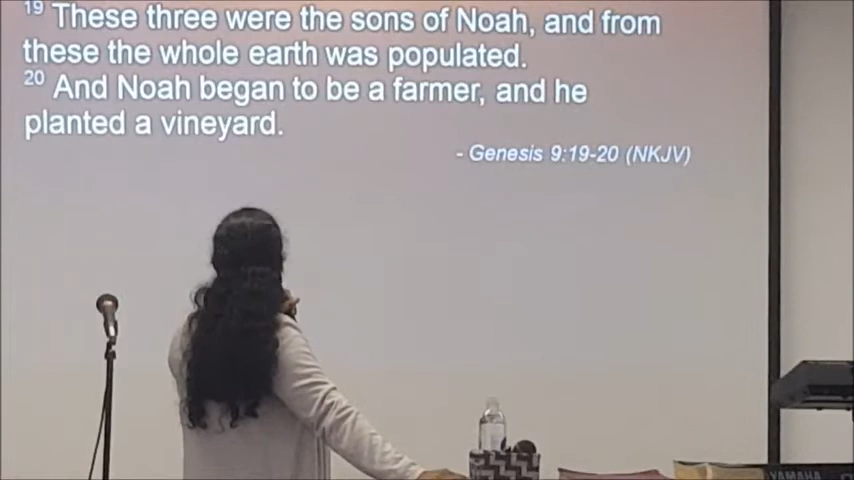 19 These three were the sons of Noah, and from
these the whole earth was populated.
20 And Noah began to be a farmer, and he
planted a vineyard.
- Genesis 9:19-20 (NKJV)
YAMAHA